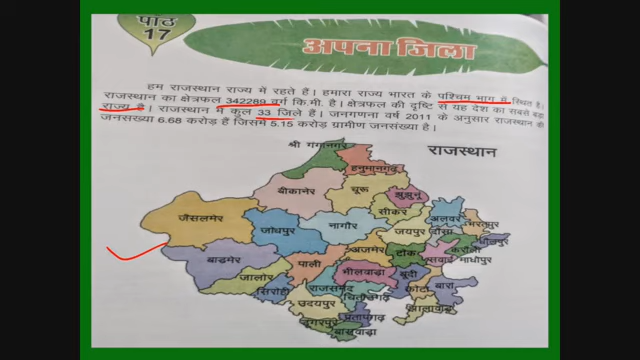 पाठ
17
अपना जिला
हम राजस्थान राज्य में रहते हैं। हमारा राज्य भारत के पश्चिम भाग में स्थित है।
राजस्थान का क्षेत्रफल 342289 वर्ग कि.मी. है। क्षेत्रफल की दृष्टि से यह देश का सबसे बड़ा
राज्य है। राजस्थान में कुल 33 जिले है। जनगणना वर्ष 2011 के अनुसार राजस्थान की
जनसंख्या 6.68 करोड़ है जिसमें 5.15 करोड़ ग्रामीण जनसंख्या है।
राजस्थान
श्री गंगानगर
हनुमानगढ़
बीकानेर
चूरू
झुझुनूं
सीकर
जैसलमेर
जोधपुर
नागौर
जयपुर
दौसा
अलवर
भरतपुर
धौलपुर
करौली
सवाई
माधोपुर
बाड़मेर
पाली
अजमेर
टोंक
जालोर
सिरोही
राजसमंद
भीलवाड़ा
बूंदी
कोटा
बारां
चित्तौड़गढ़
झालावाड़
उदयपुर
डूंगरपुर
प्रतापगढ़
बांसवाड़ा